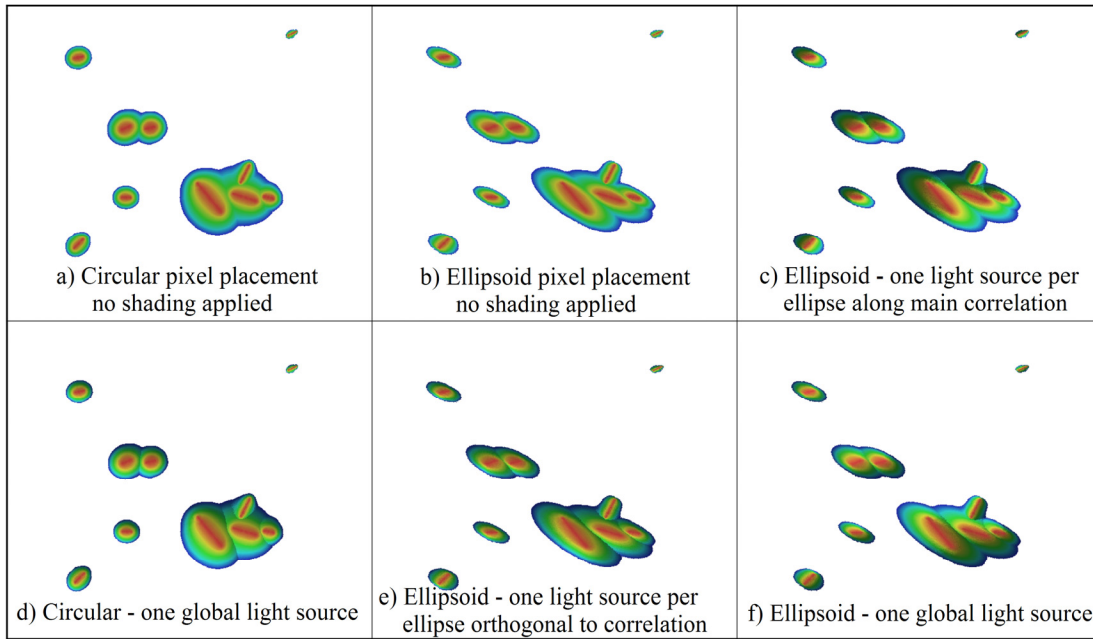 a) Circular pixel placement
no shading applied
b) Ellipsoid pixel placement
no shading applied
c) Ellipsoid - one light source per
ellipse along main correlation
d) Circular - one global light source
e) Ellipsoid - one light source per
ellipse orthogonal to correlation
f) Ellipsoid - one global light source